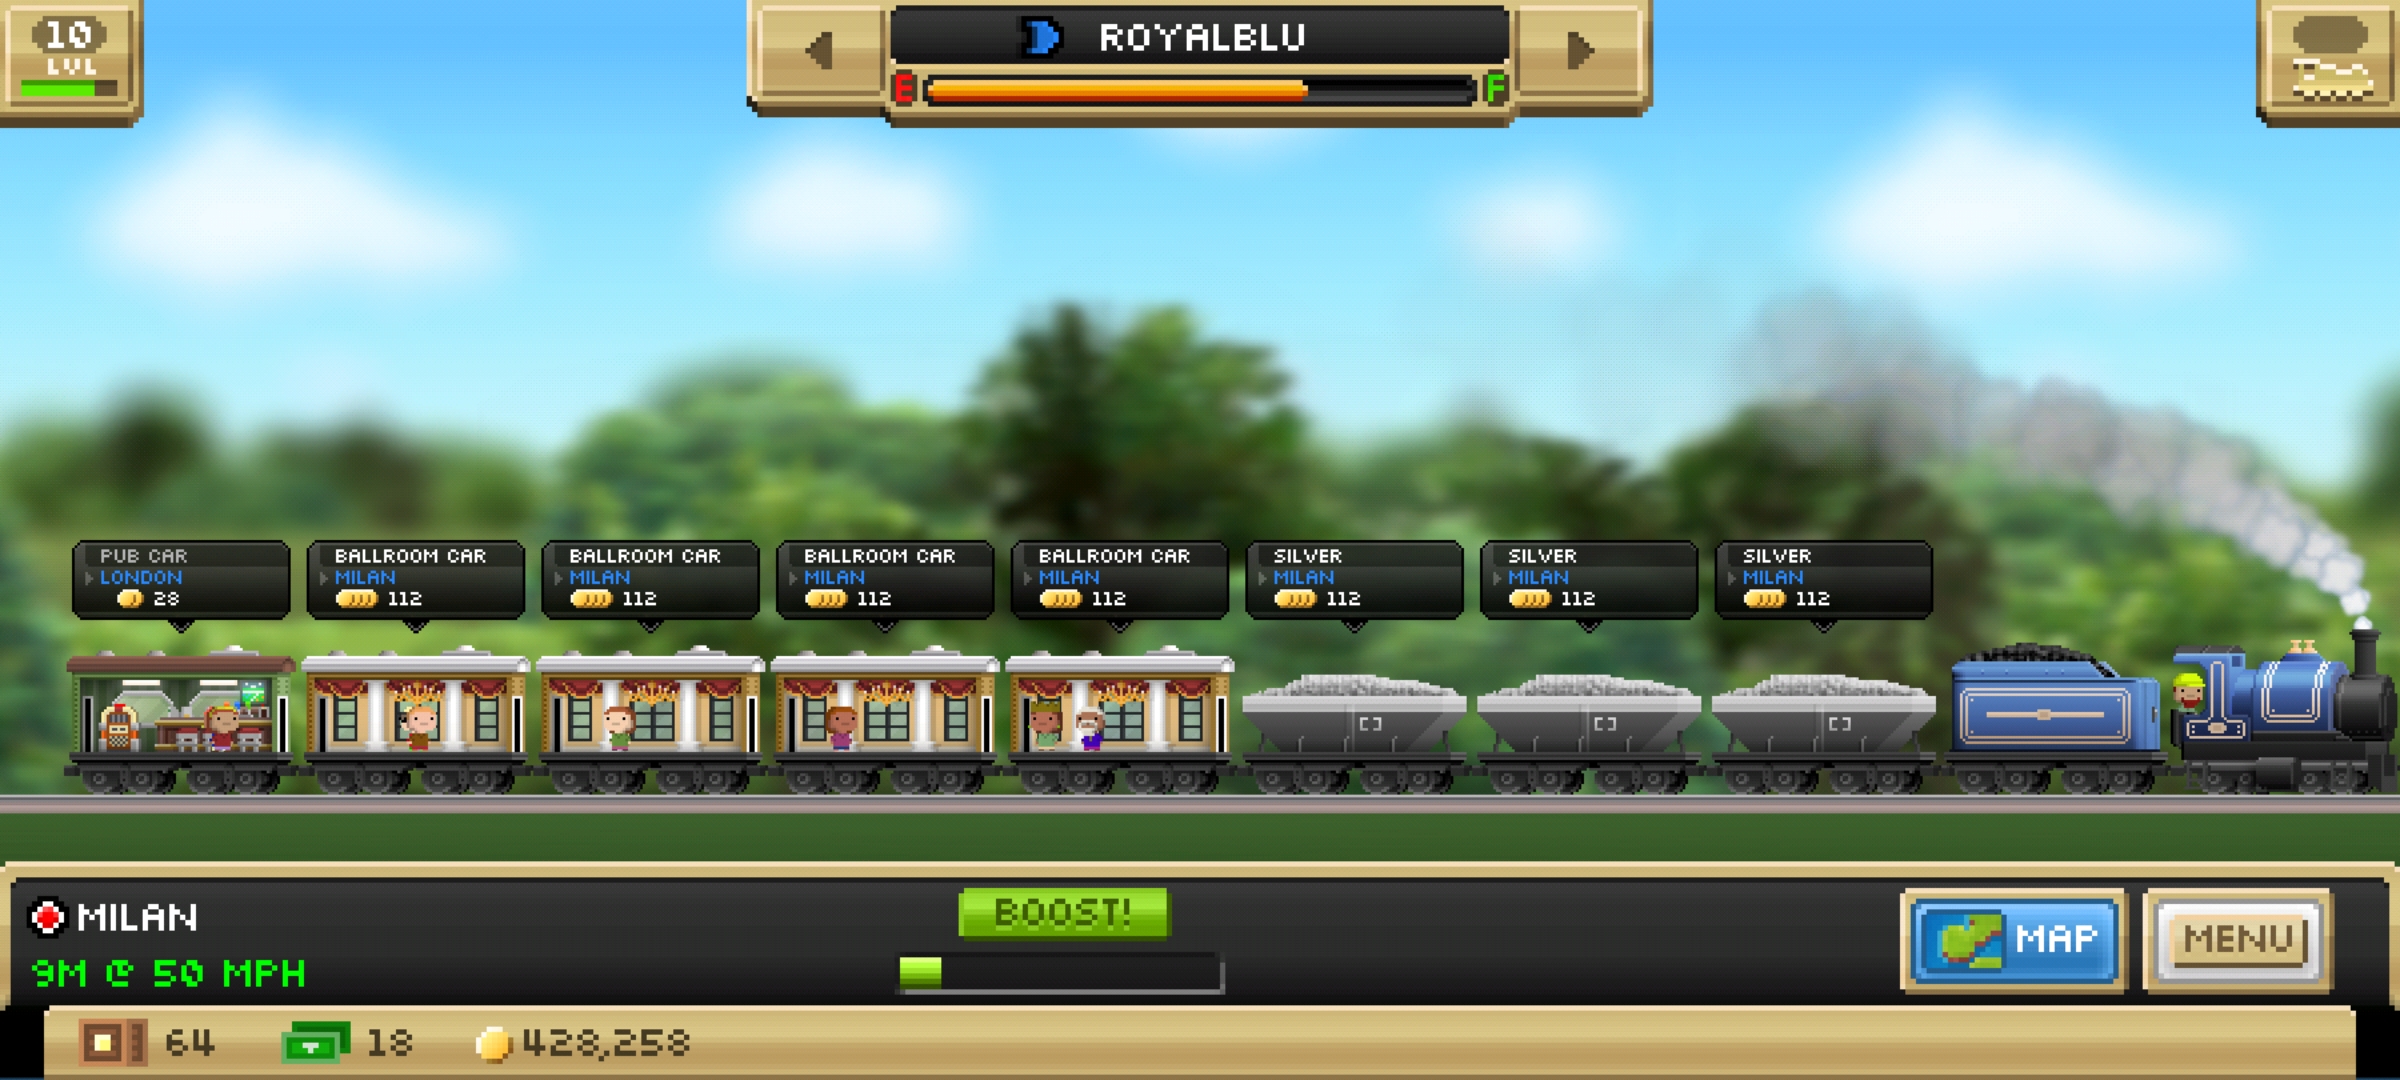 10
LVL
ROYALBLU
E F
PUB CAR
LONDON
28
BALLROOM CAR
MILAN
112
BALLROOM CAR
MILAN
112
BALLROOM CAR
MILAN
112
BALLROOM CAR
MILAN
112
SILVER
MILAN
112
SILVER
MILAN
112
SILVER
MILAN
112
MILAN
9M @ 50 MPH
BOOST!
MAP
MENU
64
18
428,258